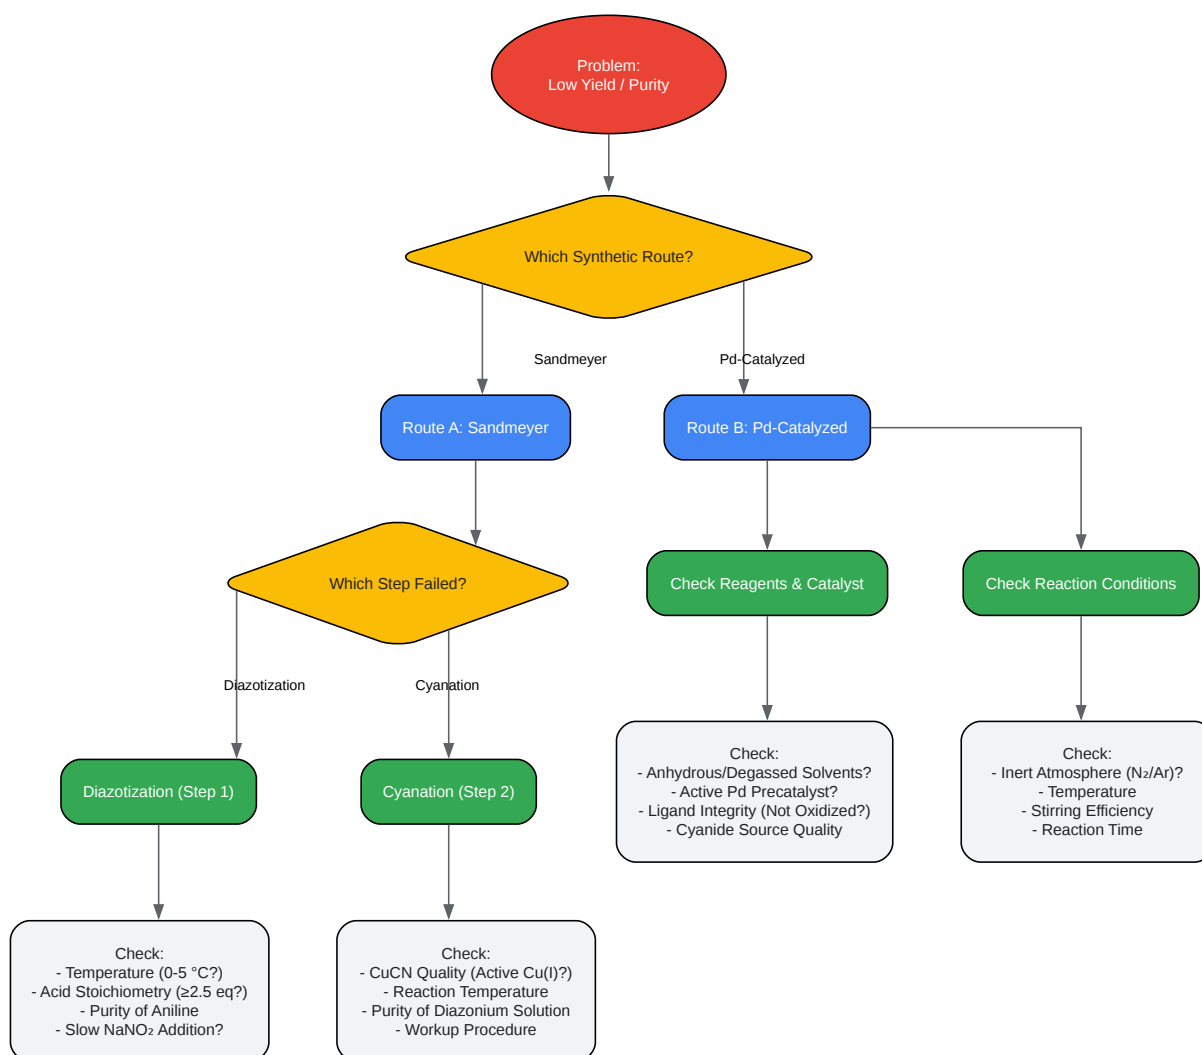 Problem:
Low Yield / Purity
Which Synthetic Route?
Sandmeyer
Pd-Catalyzed
Route A: Sandmeyer
Route B: Pd-Catalyzed
Which Step Failed?
Check Reagents & Catalyst
Check Reaction Conditions
Diazotization
Cyanation
Check:
- Anhydrous/Degassed Solvents?
- Active Pd Precatalyst?
- Ligand Integrity (Not Oxidized?)
- Cyanide Source Quality
Check:
- Inert Atmosphere (N₂/Ar)?
- Temperature
- Stirring Efficiency
- Reaction Time
Diazotization (Step 1)
Cyanation (Step 2)
Check:
- Temperature (0-5 °C?)
- Acid Stoichiometry (≥2.5 eq?)
- Purity of Aniline
- Slow NaNO₂ Addition?
Check:
- CuCN Quality (Active Cu(I)?)
- Reaction Temperature
- Purity of Diazonium Solution
- Workup Procedure